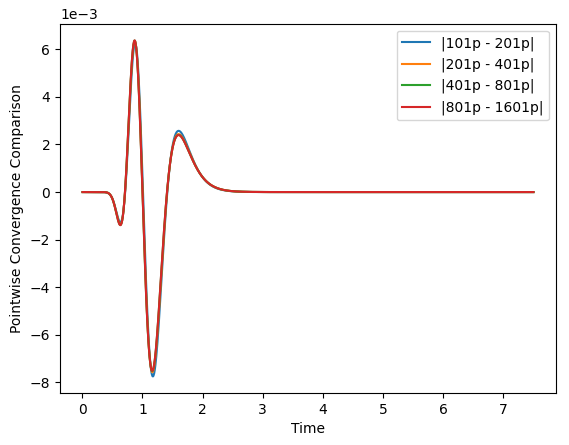 1e−3
|101p - 201p|
|201p - 401p|
|401p - 801p|
|801p - 1601p|
6
4
2
0
−2
−4
−6
−8
Pointwise Convergence Comparison
0 1 2 3 4 5 6 7
Time